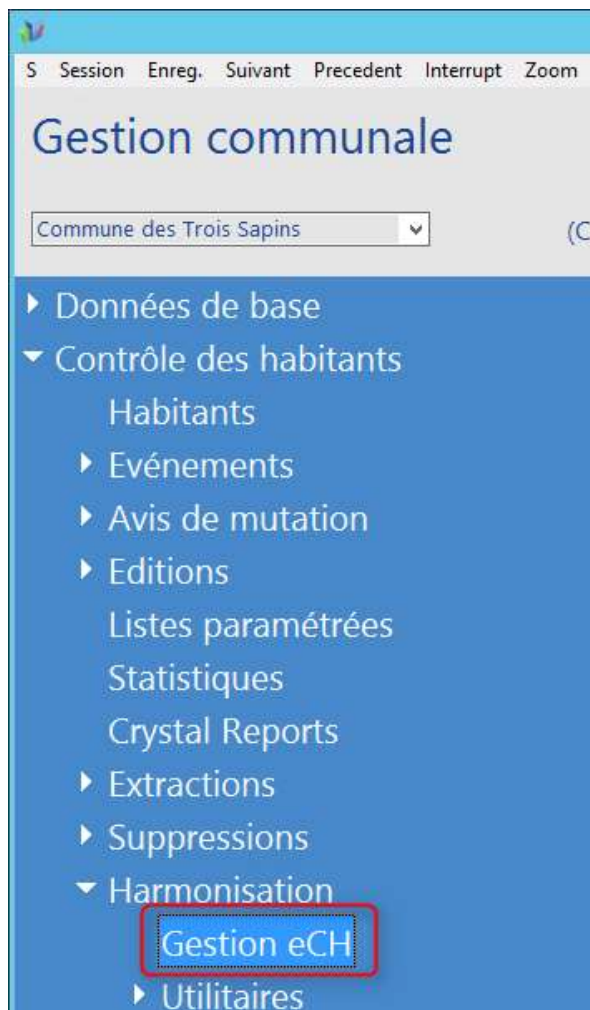 S Session Enreg. Suivant Precedent Interrupt Zoom
Gestion communale
Commune des Trois Sapins (C
Données de base
Contrôle des habitants
Habitants
Evénements
Avis de mutation
Editions
Listes paramétrées
Statistiques
Crystal Reports
Extractions
Suppressions
Harmonisation
Gestion eCH
Utilitaires